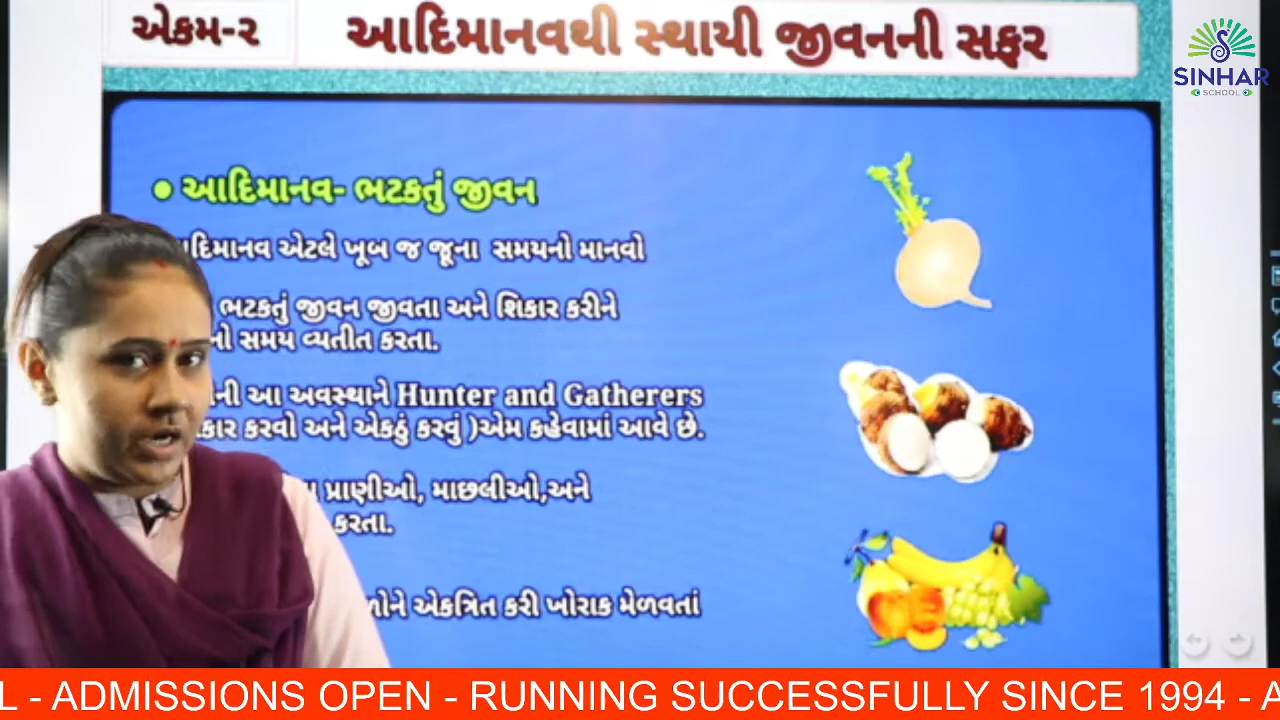 એકમ-૨
આદિમાનવથી સ્થાયી જીવનની સફર
SINHAR
SCHOOL
• આદિમાનવ- ભટકતું જીવન
એટલે ખૂબ જ જૂના સમયનો માનવો
ભટકતું જીવન જીવતા અને શિકાર કરીને
સમય વ્યતીત કરતા.
આ અવસ્થાને Hunter and Gatherers
કરવો અને એકઠું કરવું )એમ કહેવામાં આવે છે.
પ્રાણીઓ, માછલીઓ,અને
કરતા.
એકત્રિત કરી ખોરાક મેળવતાં
- ADMISSIONS OPEN - RUNNING SUCCESSFULLY SINCE 1994 -